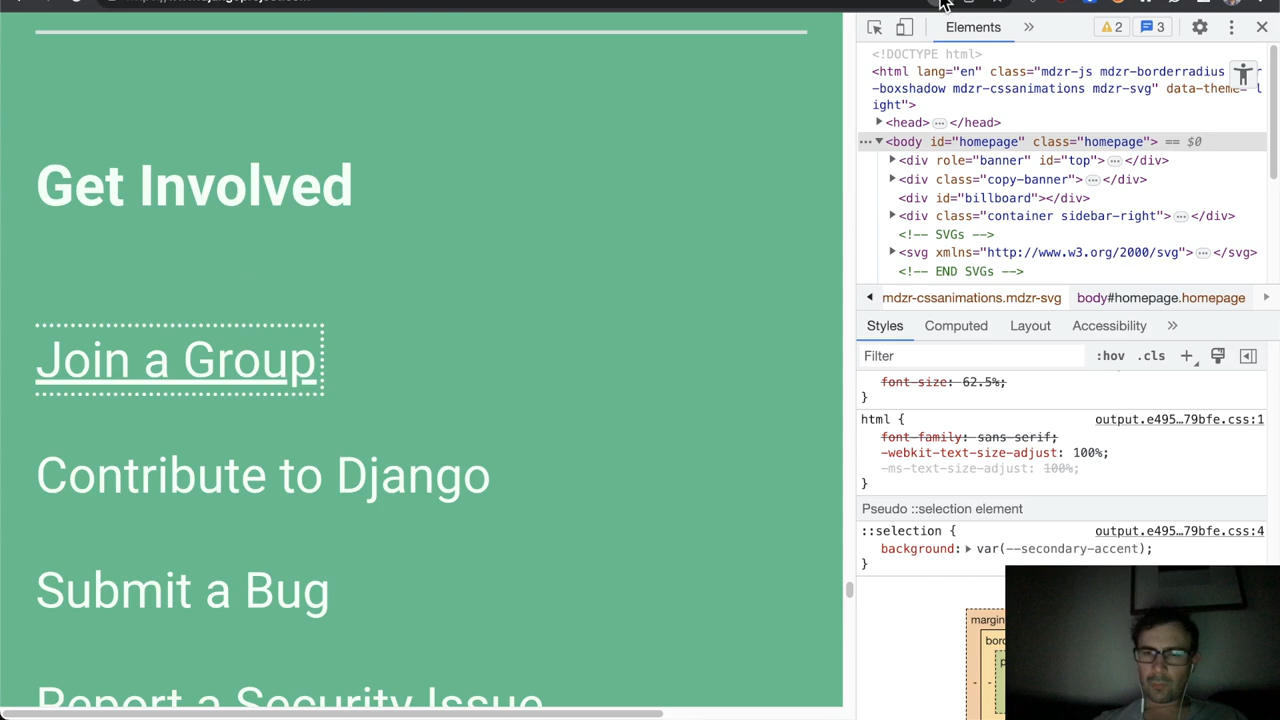 Get Involved
Join a Group
Contribute to Django
Submit a Bug
Report a Security Issue
Elements
2
3
<!DOCTYPE html>
<html lang="en" class="mdzr-js mdzr-borderradius
-boxshadow mdzr-cssanimations mdzr-svg" data-theme="l
ight">
<head> … </head>
… <body id="homepage" class="homepage"> == $0
<div role="banner" id="top"> … </div>
<div class="copy-banner"> … </div>
<div id="billboard"></div>
<div class="container sidebar-right"> … </div>
<!-- SVGs -->
<svg xmlns="http://www.w3.org/2000/svg"> … </svg>
<!-- END SVGs -->
mdzr-cssanimations.mdzr-svg body#homepage.homepage
Styles Computed Layout Accessibility
Filter :hov .cls
font-size: 62.5%;
}
html { output.e495…79bfe.css:1
font-family: sans-serif;
-webkit-text-size-adjust: 100%;
-ms-text-size-adjust: 100%;
}
Pseudo ::selection element
::selection { output.e495…79bfe.css:4
background: var(--secondary-accent);
}
margin